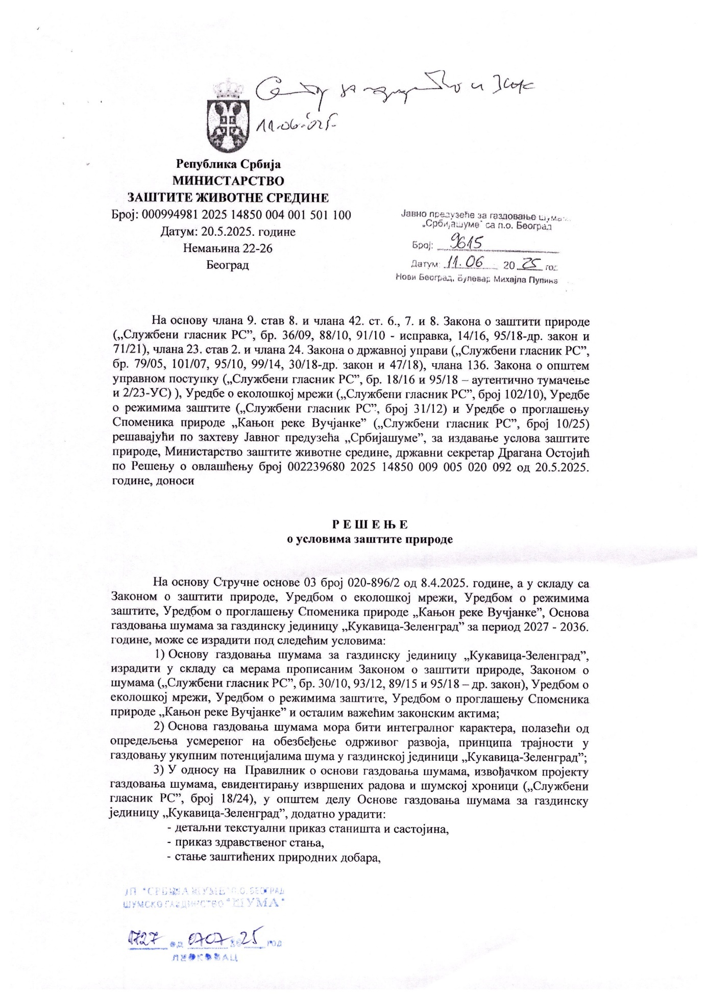 11.06.025.
Република Србија
МИНИСТАРСТВО
ЗАШТИТЕ ЖИВОТНЕ СРЕДИНЕ
Број: 000994981 2025 14850 004 001 501 100
Датум: 20.5.2025. године
Немањина 22-26
Београд
Јавно предузеће за газдовање
„Србијашуме" са п.о. Београд
Број: 9615
Датум: 11.06 2025 год
Нови Београд, Булевар Михајла Пупина
На основу члана 9. став 8. и члана 42. ст. 6., 7. и 8. Закона о заштити природе
(„Службени гласник РС”, бр. 36/09, 88/10, 91/10 - исправка, 14/16, 95/18-др. закон и
71/21), члана 23. став 2. и члана 24. Закона о државној управи („Службени гласник РС”,
бр. 79/05, 101/07, 95/10, 99/14, 30/18-др. закон и 47/18), члана 136. Закона о општем
управном поступку („Службени гласник РС”, бр. 18/16 и 95/18 – аутентично тумачење
и 2/23-УС) ), Уредбе о еколошкој мрежи („Службени гласник РС”, број 102/10), Уредбе
о режимима заштите („Службени гласник РС”, број 31/12) и Уредбе о проглашењу
Споменика природе „Кањон реке Вучјанке” („Службени гласник РС”, број 10/25)
решавајући по захтеву Јавног предузећа „Србијашуме”, за издавање услова заштите
природе, Министарство заштите животне средине, државни секретар Драгана Остојић
по Решењу о овлашћењу број 002239680 2025 14850 009 005 020 092 од 20.5.2025.
године, доноси
Р Е Ш Е Њ Е
о условима заштите природе
На основу Стручне основе 03 број 020-896/2 од 8.4.2025. године, а у складу са
Законом о заштити природе, Уредбом о еколошкој мрежи, Уредбом о режимима
заштите, Уредбом о проглашењу Споменика природе „Кањон реке Вучјанке”, Основа
газдовања шумама за газдинску јединицу „Кукавица-Зеленград” за период 2027 - 2036.
године, може се израдити под следећим условима:
1) Основу газдовања шумама за газдинску јединицу „Кукавица-Зеленград”,
израдити у складу са мерама прописаним Законом о заштити природе, Законом о
шумама („Службени гласник РС”, бр. 30/10, 93/12, 89/15 и 95/18 – др. закон), Уредбом о
еколошкој мрежи, Уредбом о режимима заштите, Уредбом о проглашењу Споменика
природе „Кањон реке Вучјанке” и осталим важећим законским актима;
2) Основа газдовања шумама мора бити интегралног карактера, полазећи од
опредељења усмереног на обезбеђење одрживог развоја, принципа трајности у
газдовању укупним потенцијалима шума у газдинској јединици „Кукавица-Зеленград”;
3) У односу на Правилник о основи газдовања шумама, извођачком пројекту
газдовања шумама, евидентирању извршених радова и шумској хроници („Службени
гласник РС”, број 18/24), у општем делу Основе газдовања шумама за газдинску
јединицу „Кукавица-Зеленград”, додатно урадити:
- детаљни текстуални приказ станишта и састојина,
- приказ здравственог стања,
- стање заштићених природних добара,
ЈП "СРБИЈА ШУМЕ" П.О. БЕОГРАД
ШУМСКО ГАЗДИНСТВО "ШУМА"
1727 од 0707 2025 год
ЛЕСКОВАЦ